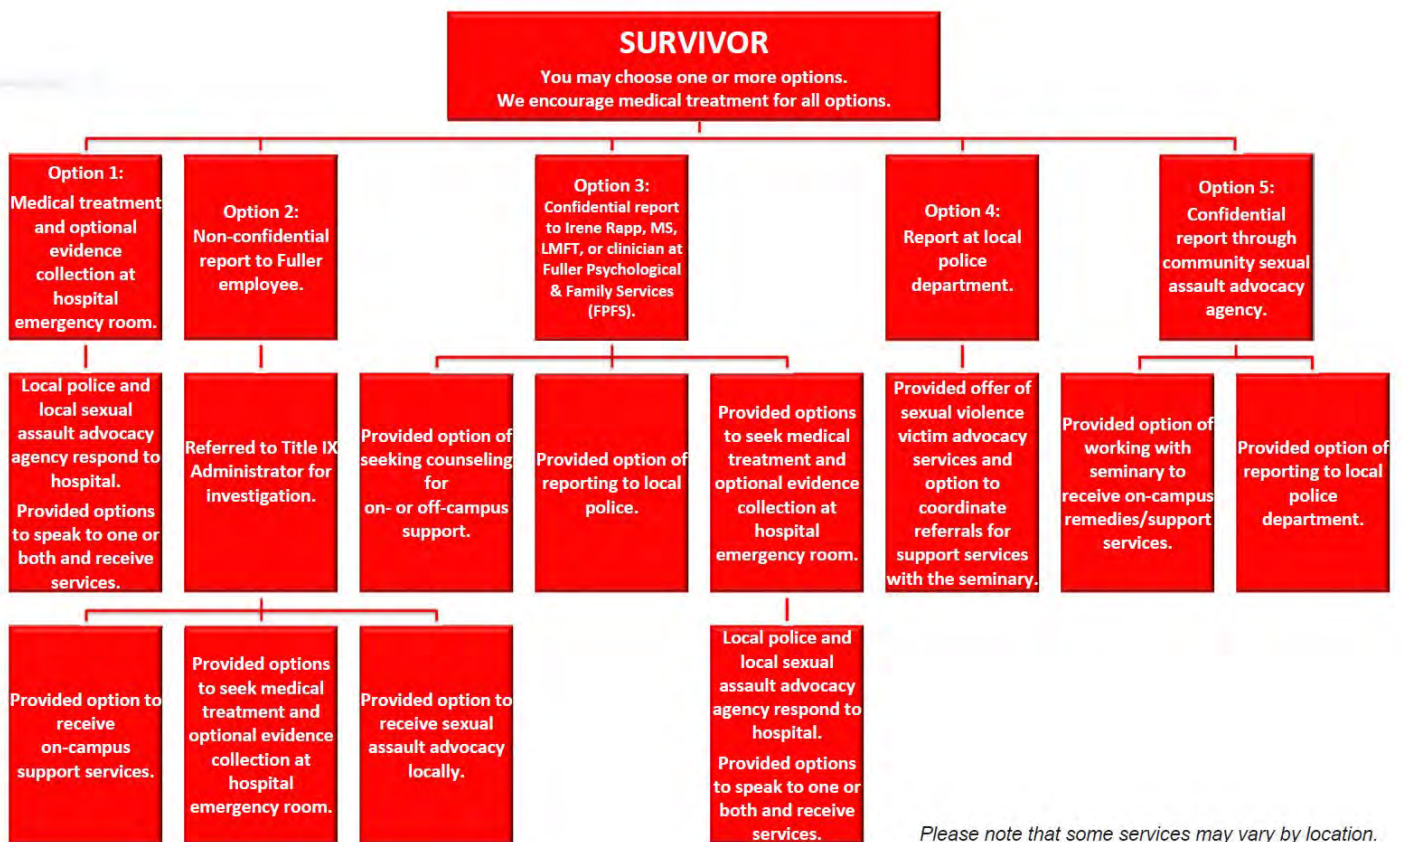 SURVIVOR
You may choose one or more options.
We encourage medical treatment for all options.
Option 1:
Medical treatment
and optional
evidence
collection at
hospital
emergency room.
Option 2:
Non-confidential
report to Fuller
employee.
Option 3:
Confidential report
to Irene Rapp, MS,
LMFT, or clinician at
Fuller Psychological
& Family Services
(FPFS).
Option 4:
Report at local
police
department.
Option 5:
Confidential
report through
community sexual
assault advocacy
agency.
Local police and
local sexual
assault advocacy
agency respond to
hospital.
Provided options
to speak to one or
both and receive
services.
Referred to Title IX
Administrator for
investigation.
Provided option of
seeking counseling
for
on- or off-campus
support.
Provided option of
reporting to local
police.
Provided options
to seek medical
treatment and
optional evidence
collection at
hospital
emergency room.
Provided offer of
sexual violence
victim advocacy
services and
option to
coordinate
referrals for
support services
with the seminary.
Provided option of
working with
seminary to
receive on-campus
remedies/support
services.
Provided option of
reporting to local
police
department.
Provided option to
receive
on-campus
support services.
Provided options
to seek medical
treatment and
optional evidence
collection at
hospital
emergency room.
Provided option to
receive sexual
assault advocacy
locally.
Local police and
local sexual
assault advocacy
agency respond to
hospital.
Provided options
to speak to one or
both and receive
services.
Please note that some services may vary by location.